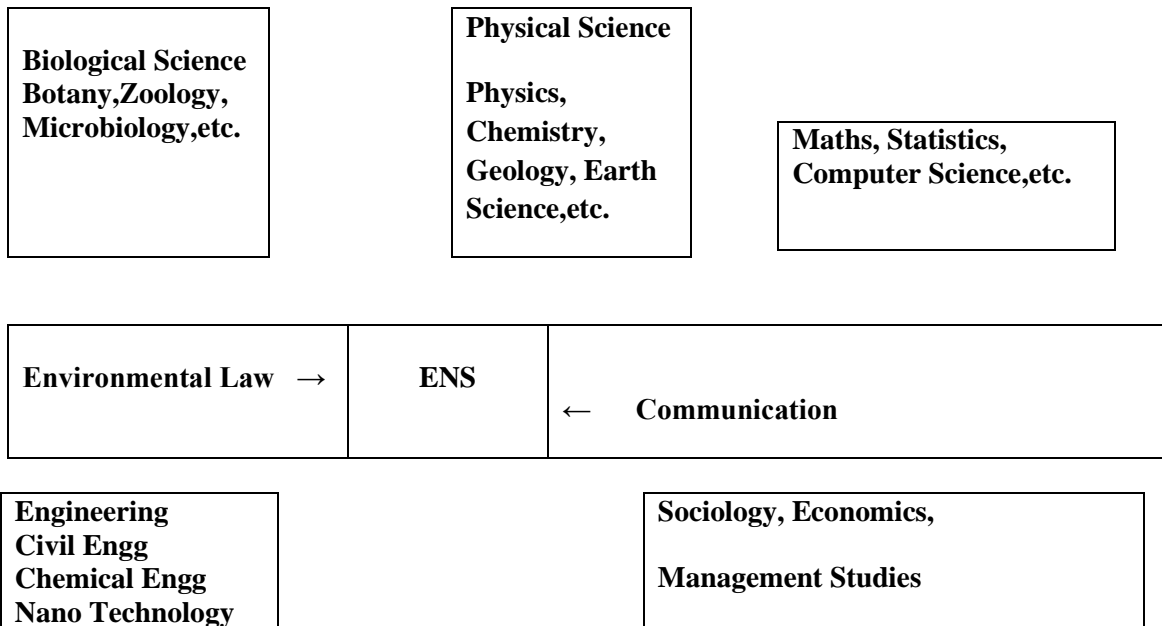 Biological Science
Botany,Zoology,
Microbiology,etc.
Physical Science
Physics,
Chemistry,
Geology, Earth
Science,etc.
Maths, Statistics,
Computer Science,etc.
Environmental Law →
ENS
← Communication
Engineering
Civil Engg
Chemical Engg
Nano Technology
Sociology, Economics,
Management Studies